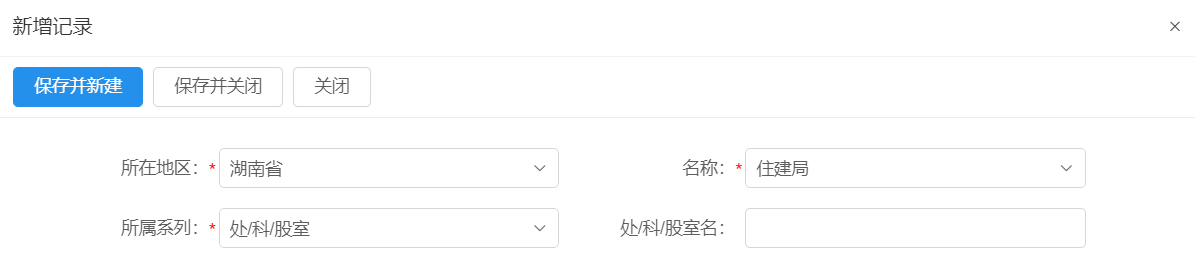 新增记录
保存并新建 保存并关闭 关闭
所在地区：* 湖南省 名称：* 住建局
所属系列：* 处/科/股室 处/科/股室名：